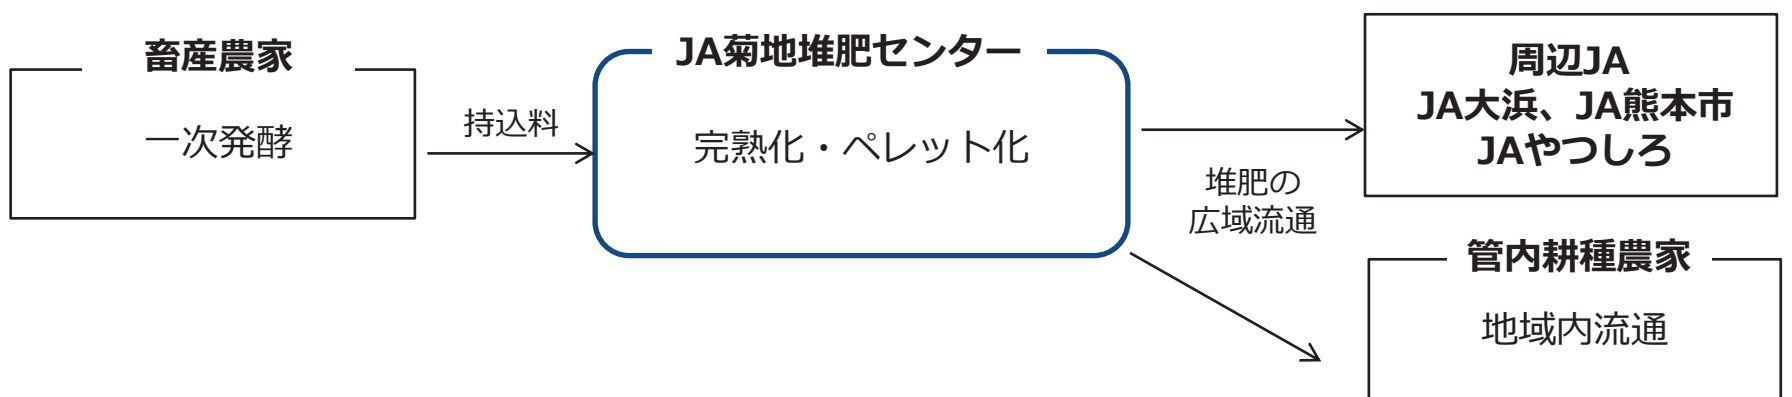 畜産農家
一次発酵
持込料
JA菊地堆肥センター
完熟化・ペレット化
堆肥の
広域流通
周辺JA
JA大浜、JA熊本市
JAやつしろ
管内耕種農家
地域内流通